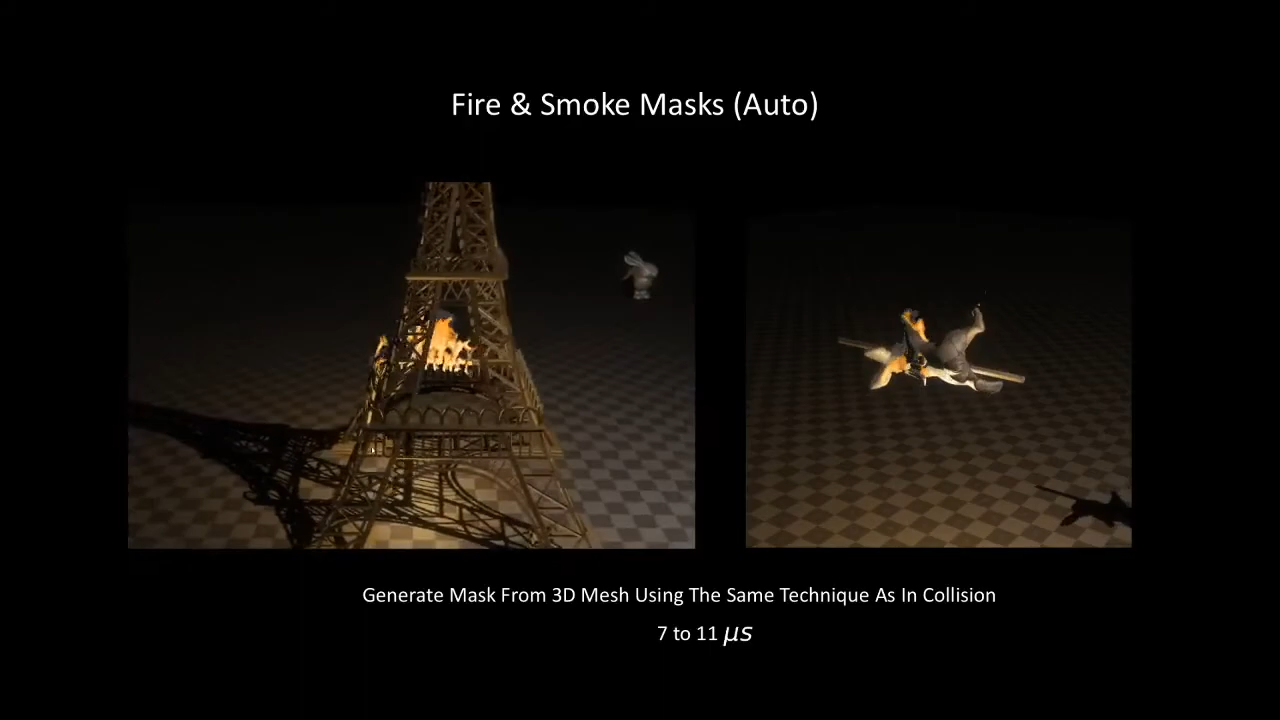 Fire & Smoke Masks (Auto)
Generate Mask From 3D Mesh Using The Same Technique As In Collision
7 to 11 μs